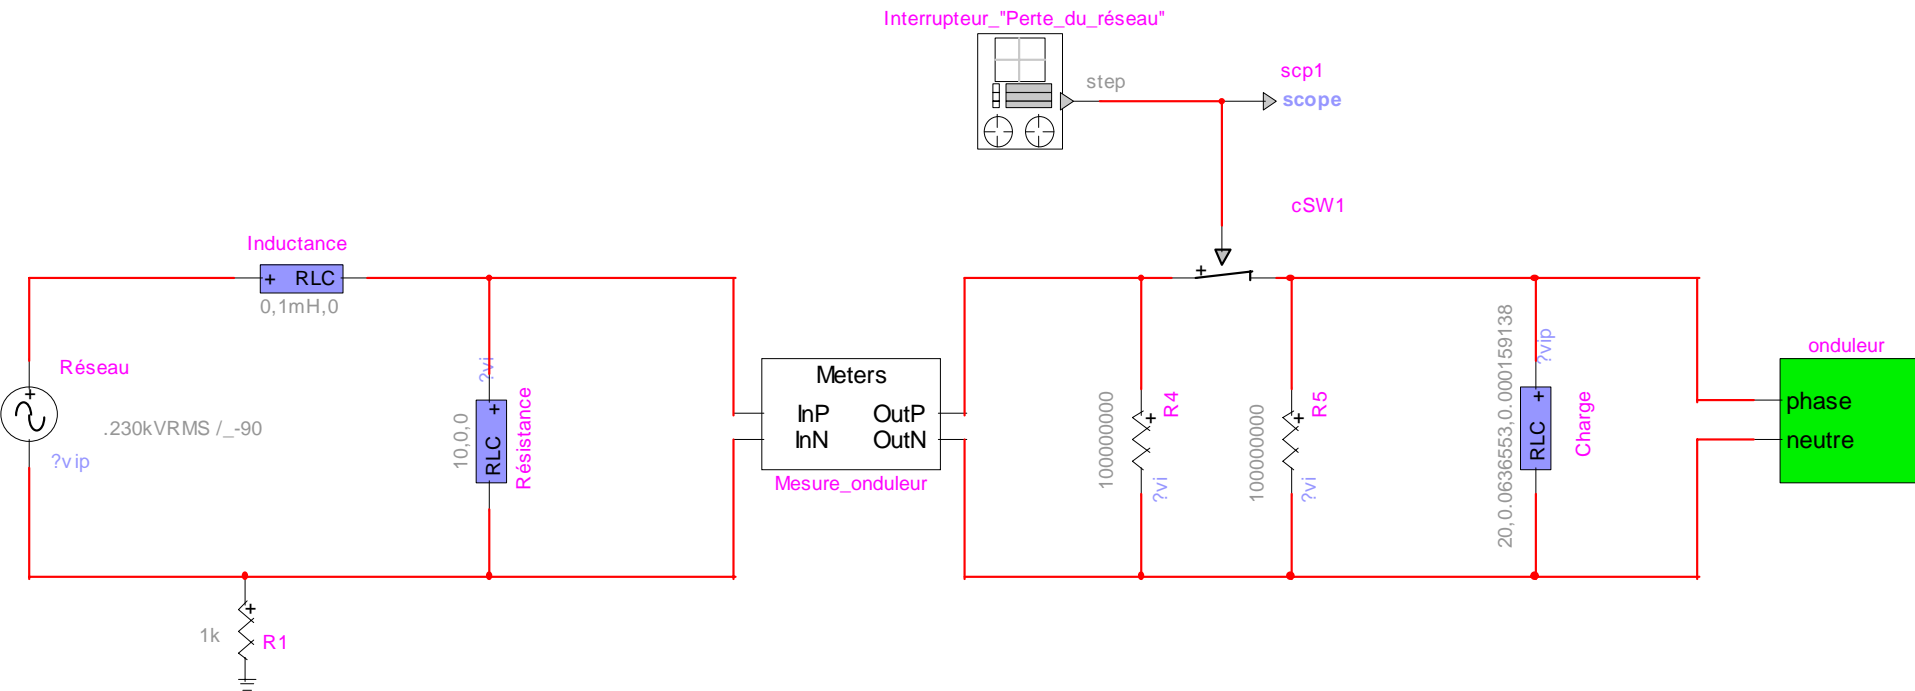 Interrupteur_"Perte_du_réseau"
step
scp1
scope
cSW1
Inductance
+ RLC
0,1mH,0
Réseau
+
.230kVRMS /_-90
?vip
?vi
+
RLC
10,0,0
Résistance
Meters
InP OutP
InN OutN
Mesure_onduleur
+
R4
10000000
?vi
+
+
R5
100000000
?vi
?vip
+
RLC
20,0.0636553,0.000159138
Charge
onduleur
phase
neutre
+
1k
R1